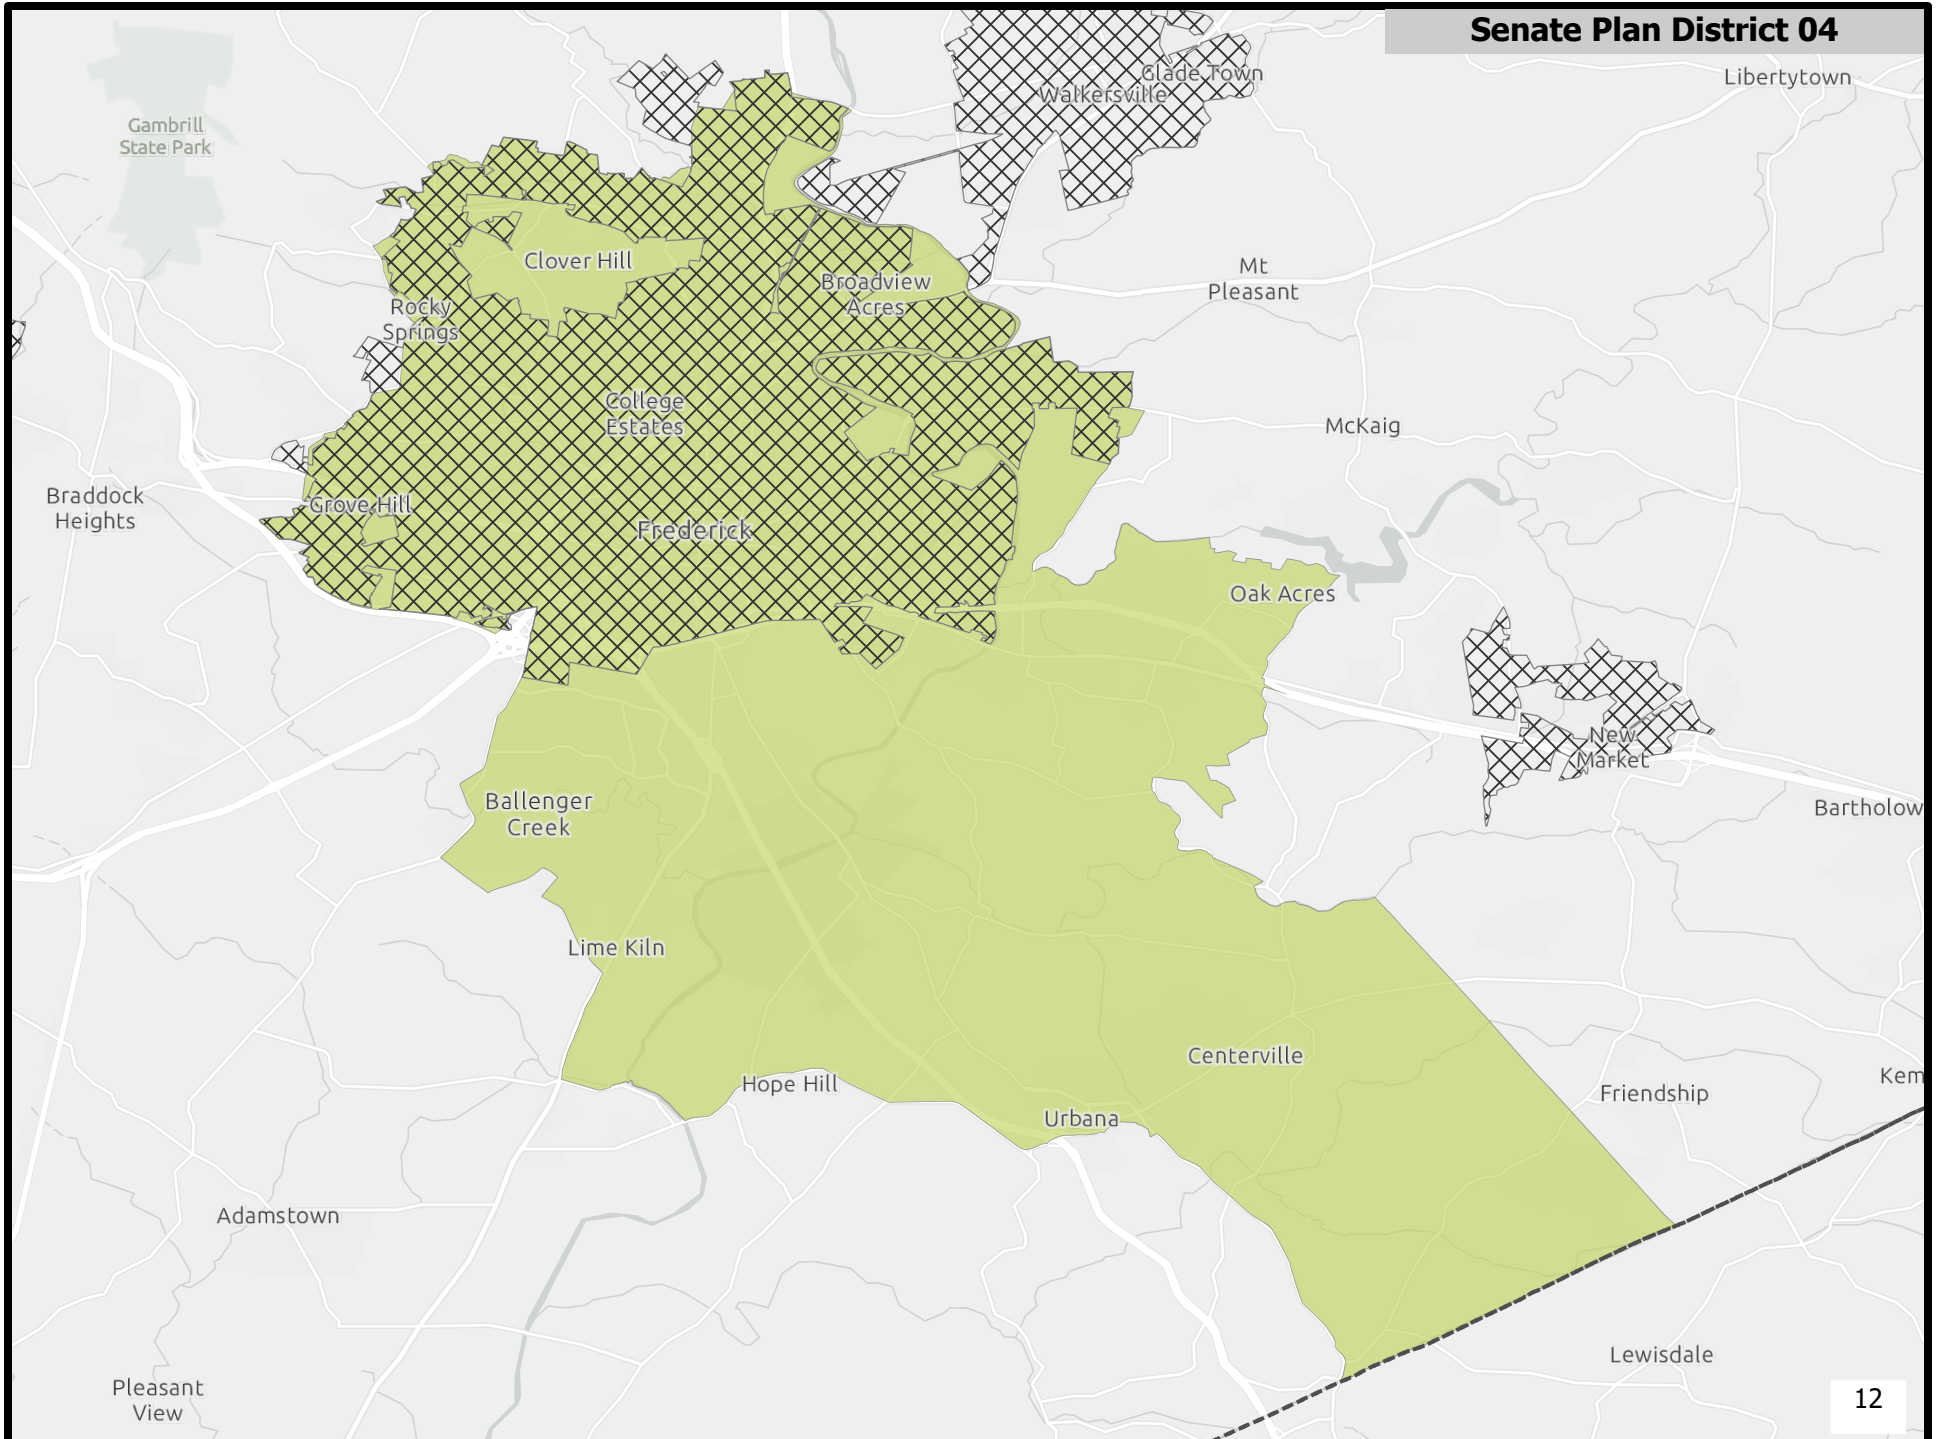 Senate Plan District 04
Glade Town
Libertytown
Walkersville
Gambrill
State Park
Clover Hill
Mt
Pleasant
Broadview
Acres
Rocky
Springs
College
Estates
McKaig
Braddock
Heights
Grove Hill
Frederick
Oak Acres
New
Market
Ballenger
Creek
Bartholow
Lime Kiln
Centerville
Hope Hill
Kem
Friendship
Urbana
Adamstown
Lewisdale
Pleasant
View
12